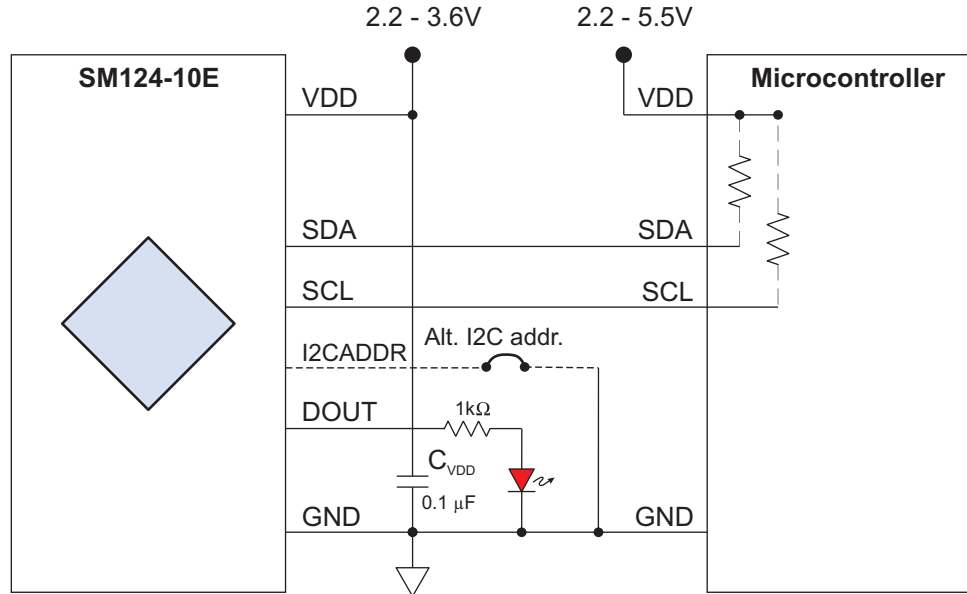 2.2 - 3.6V
2.2 - 5.5V
SM124-10E
Microcontroller
VDD
VDD
SDA
SDA
SCL
SCL
I2CADDR
Alt. I2C addr.
DOUT
1kΩ
CVDD
0.1 μF
GND
GND